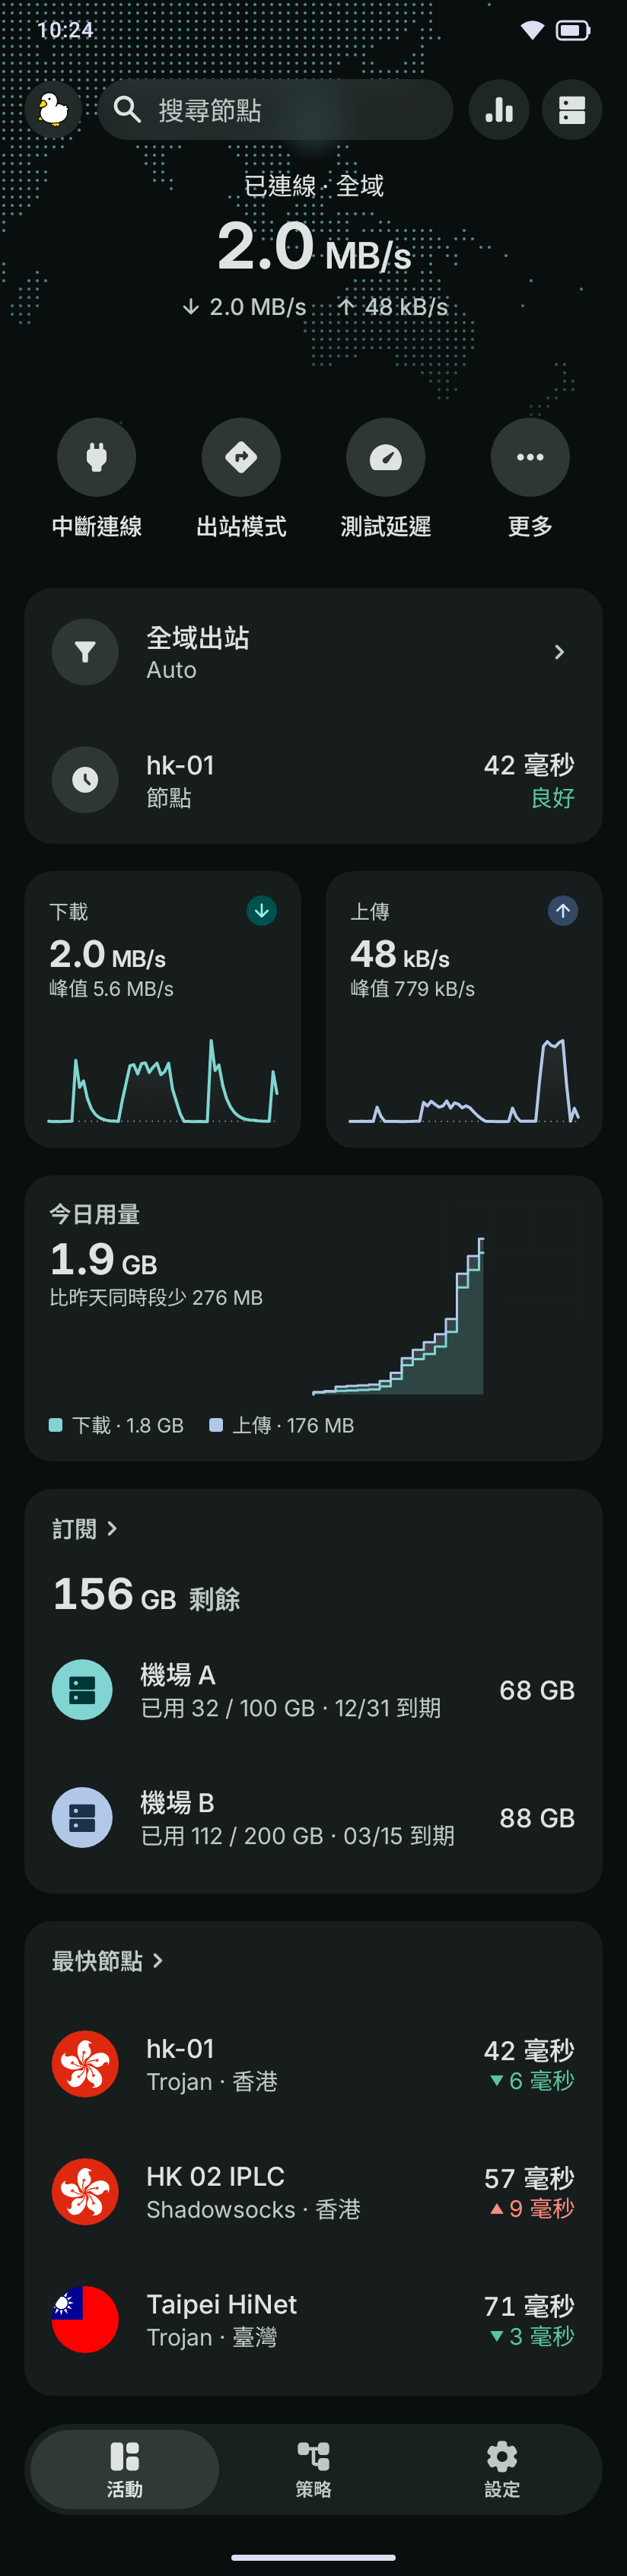 10:24
搜尋節點
已連線 · 全域
2.0 MB/s
2.0 MB/s 48 kB/s
中斷連線 出站模式 測試延遲 更多
全域出站
Auto
hk-01 42 毫秒
節點 良好
下載
2.0 MB/s
峰值 5.6 MB/s
上傳
48 kB/s
峰值 779 kB/s
今日用量
1.9 GB
比昨天同時段少 276 MB
下載 · 1.8 GB 上傳 · 176 MB
訂閱
156 GB 剩餘
機場 A
已用 32 / 100 GB · 12/31 到期
68 GB
機場 B
已用 112 / 200 GB · 03/15 到期
88 GB
最快節點
hk-01 42 毫秒
Trojan · 香港 6 毫秒
HK 02 IPLC 57 毫秒
Shadowsocks · 香港 9 毫秒
Taipei HiNet 71 毫秒
Trojan · 臺灣 3 毫秒
活動 策略 設定